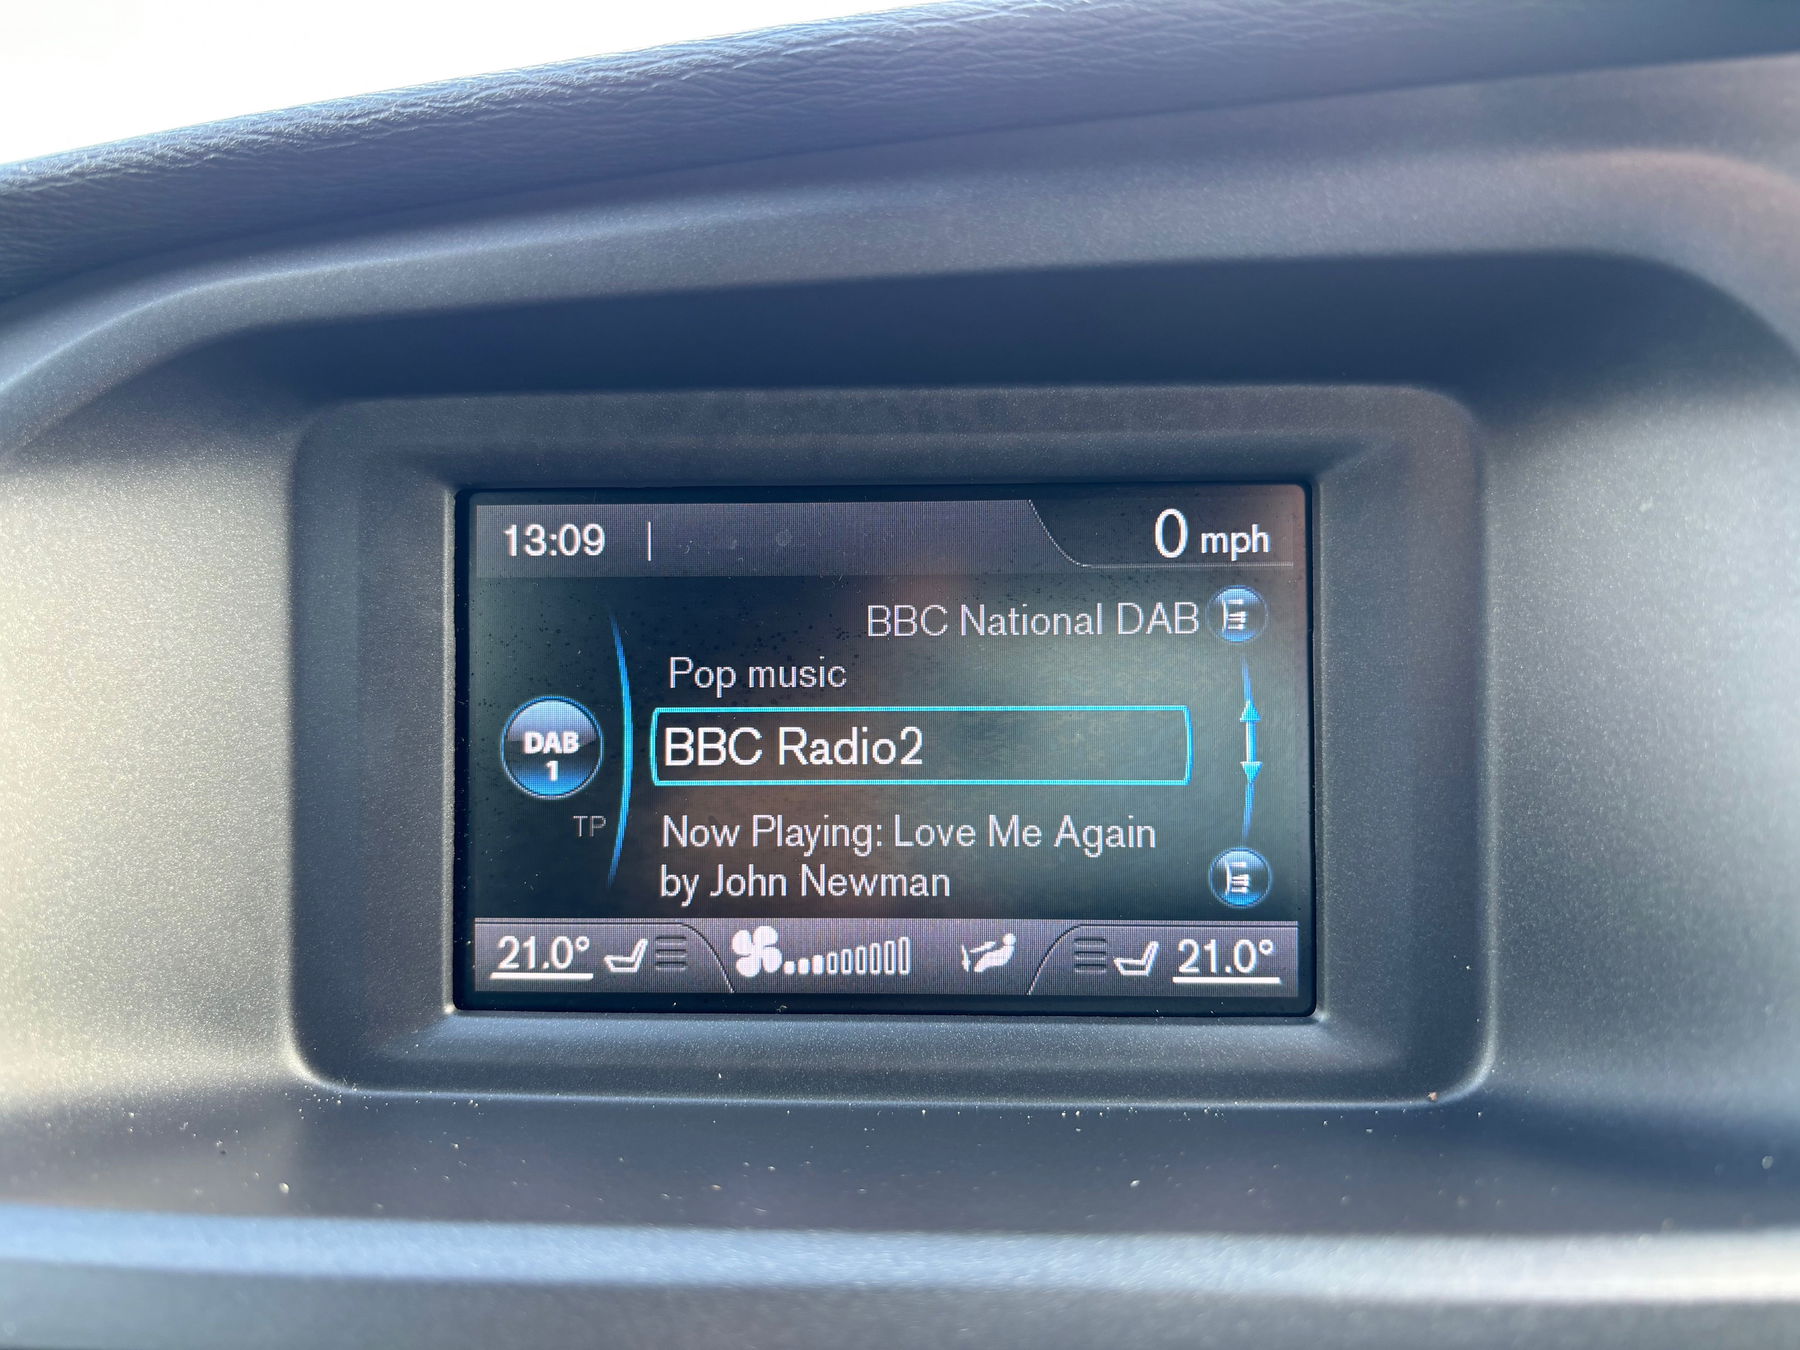 13:09
0 mph
BBC National DAB
Pop music
DAB
1
BBC Radio2
TP
Now Playing: Love Me Again
by John Newman
21.0°
21.0°